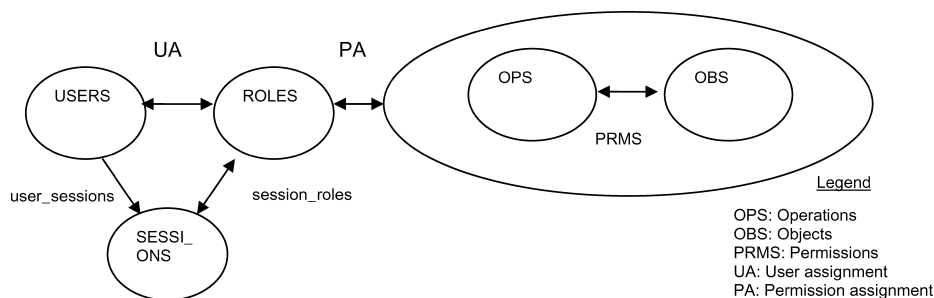 UA
PA
USERS
ROLES
OPS
OBS
PRMS
user_sessions
session_roles
SESSI_
ONS
Legend
OPS: Operations
OBS: Objects
PRMS: Permissions
UA: User assignment
PA: Permission assignment